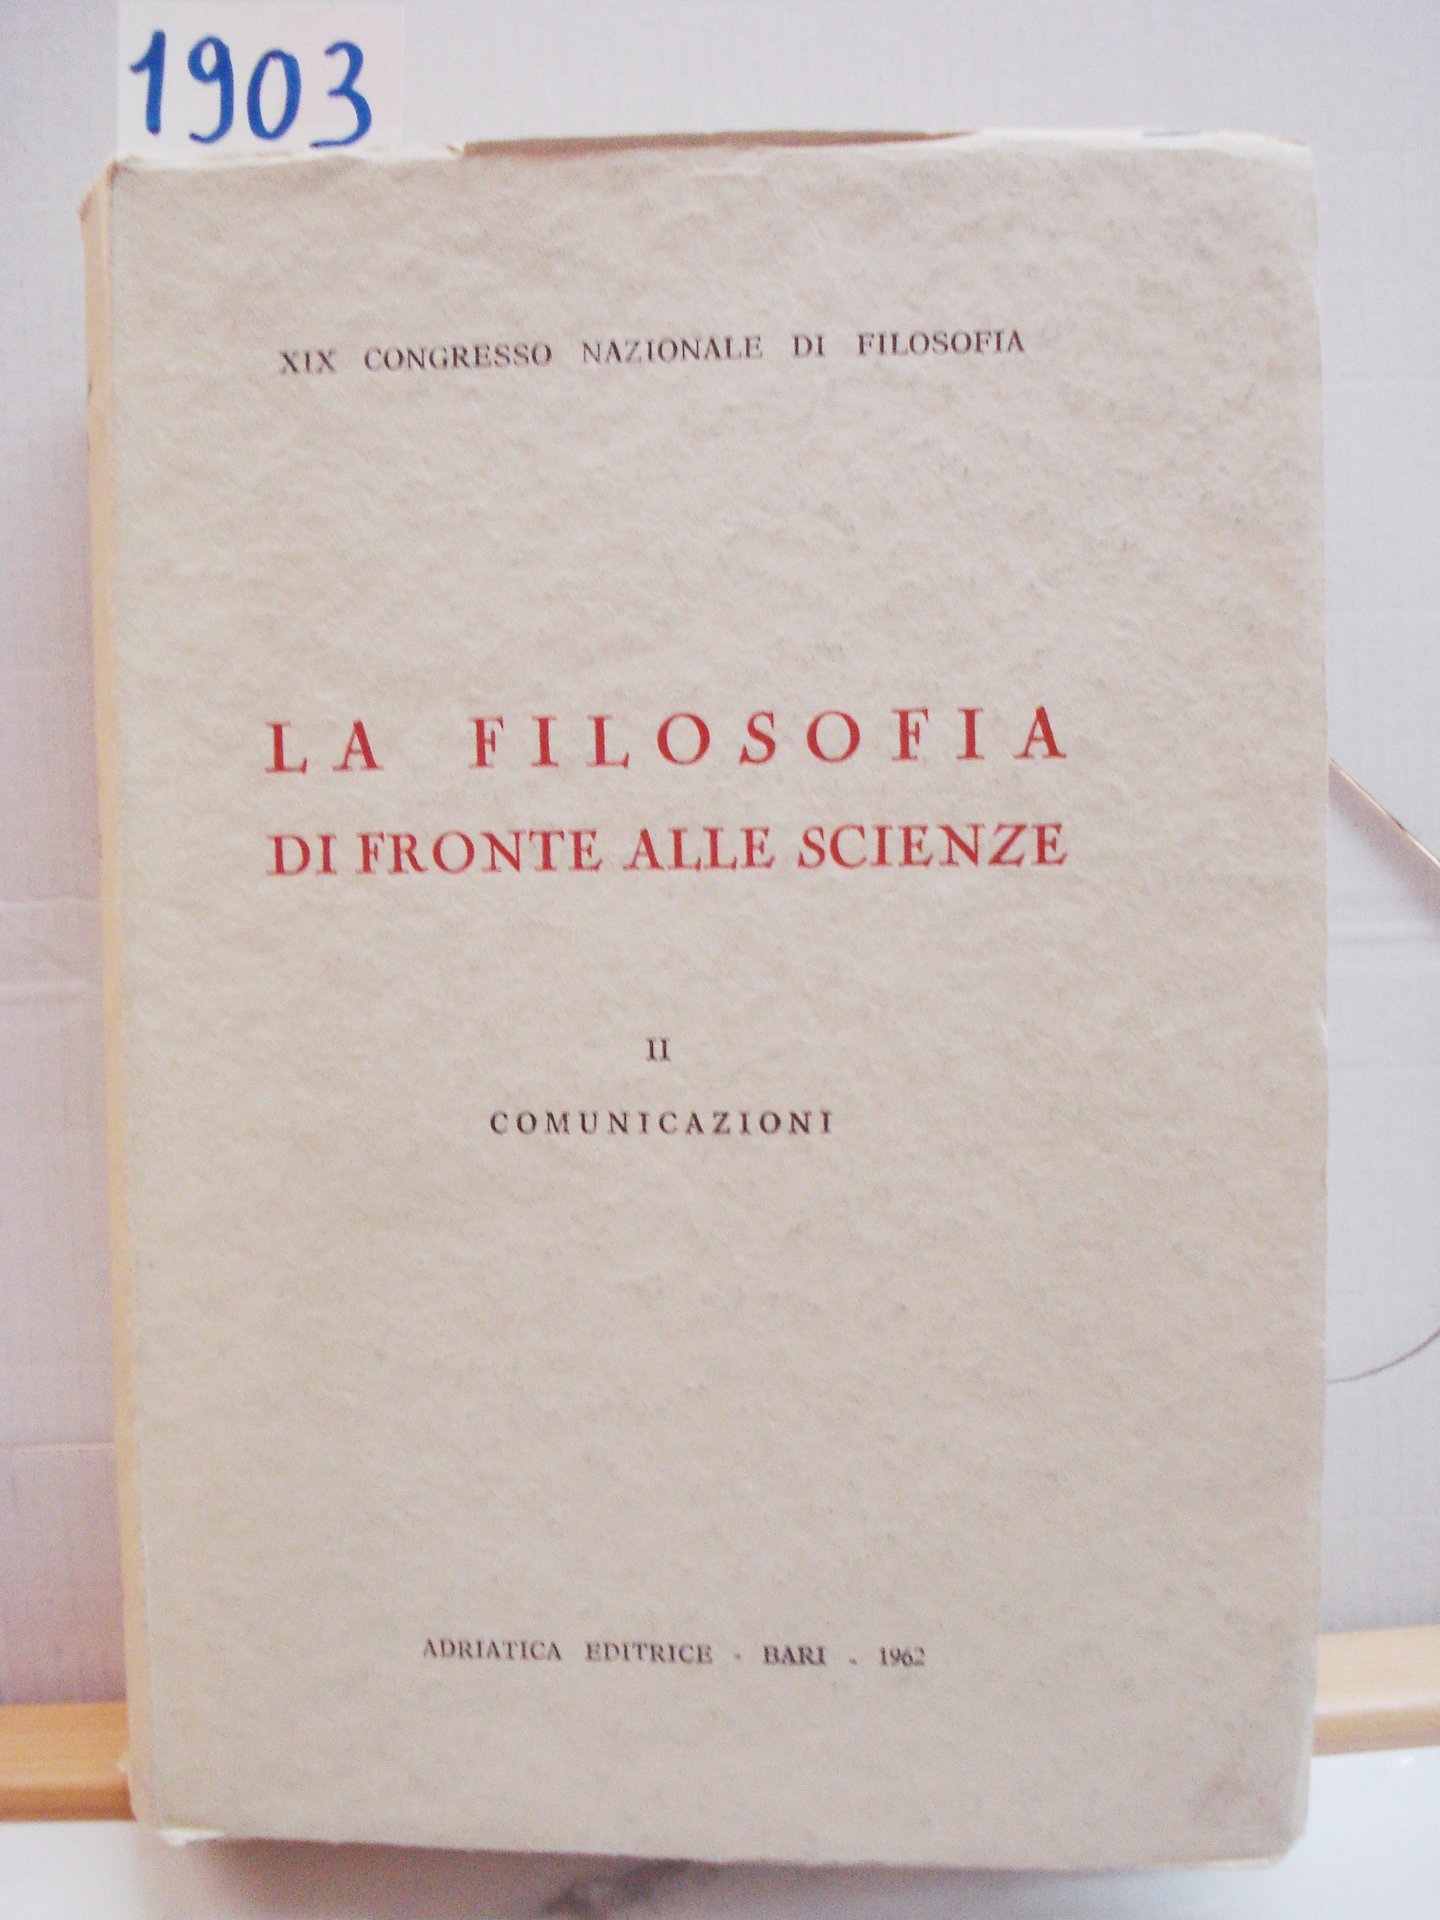 1903
XIX CONGRESSO NAZIONALE DI FILOSOFIA
LA FILOSOFIA
DI FRONTE ALLE SCIENZE
II
COMUNICAZIONI
ADRIATICA EDITRICE - BARI - 1962